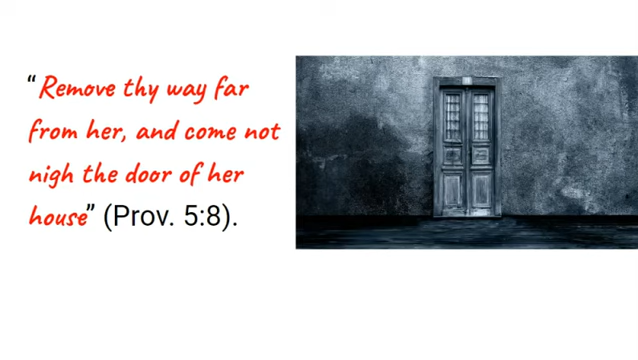 “Remove thy way far
from her, and come not
nigh the door of her
house” (Prov. 5:8).